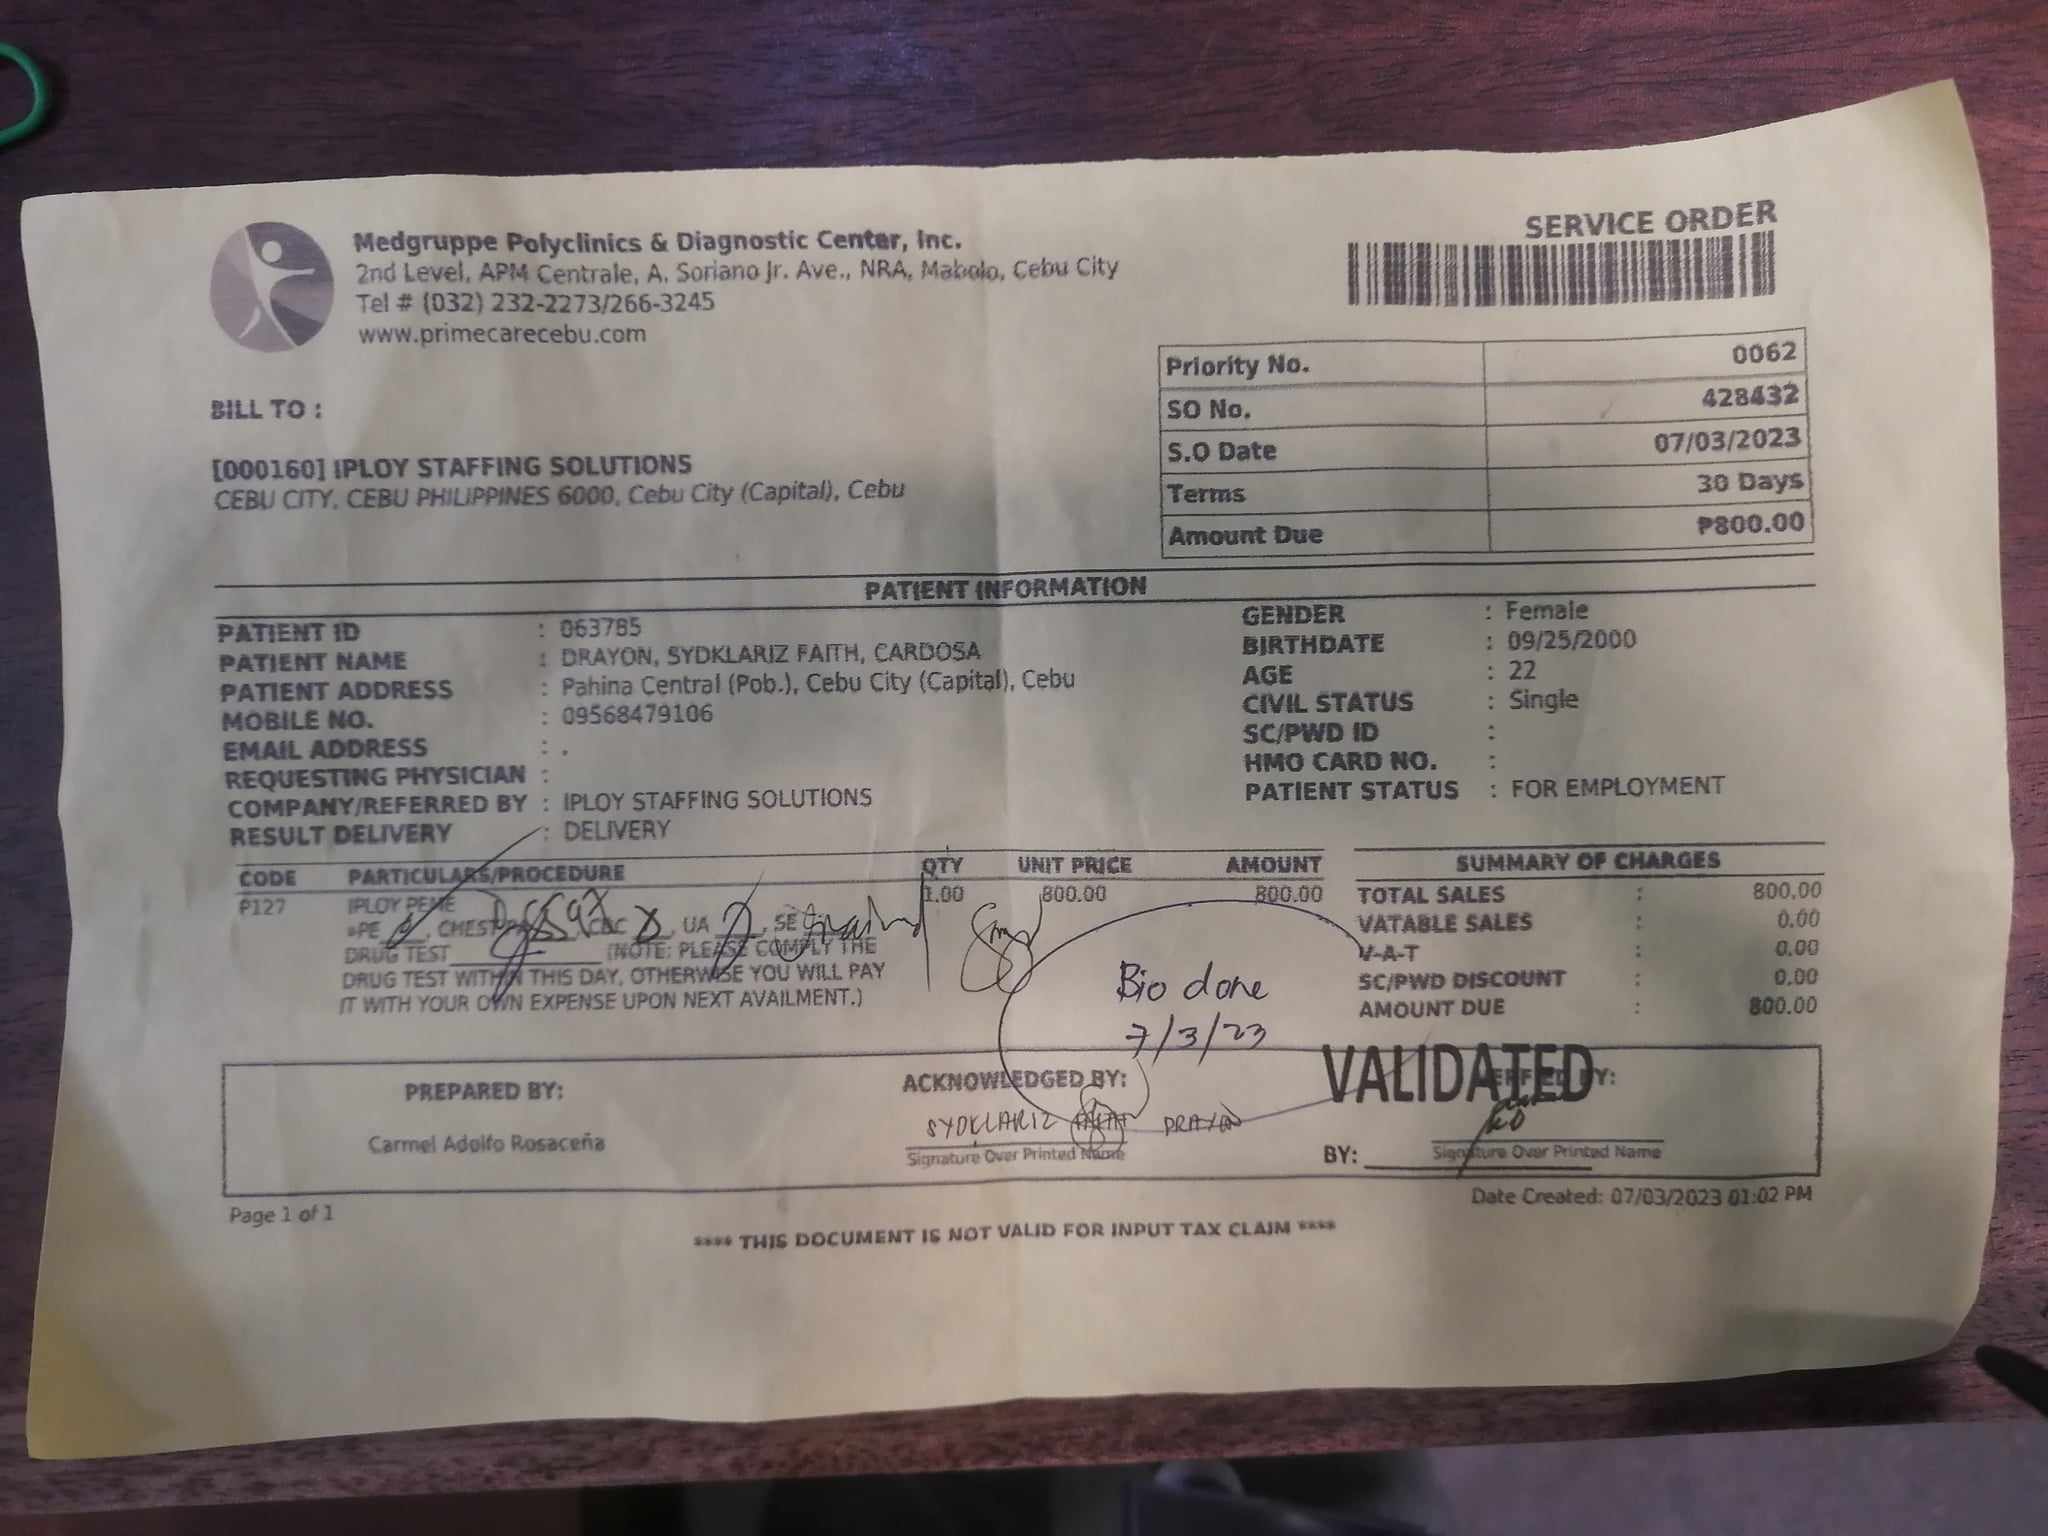 SERVICE ORDER
Medgruppe Polyclinics & Diagnostic Center, Inc.
2nd Level, APM Centrale, A. Soriano Jr. Ave., NRA, Mabolo, Cebu City
Tel # (032) 232-2273/266-3245
www.primecarecebu.com
Priority No. 0062
SO No. 428432
S.O Date 07/03/2023
Terms 30 Days
Amount Due ₱800.00
BILL TO :
[000160] IPLOY STAFFING SOLUTIONS
CEBU CITY, CEBU PHILIPPINES 6000, Cebu City (Capital), Cebu
PATIENT INFORMATION
PATIENT ID : 063785
PATIENT NAME : DRAYON, SYDKLARIZ FAITH, CARDOSA
PATIENT ADDRESS : Pahina Central (Pob.), Cebu City (Capital), Cebu
MOBILE NO. : 09568479106
EMAIL ADDRESS : .
REQUESTING PHYSICIAN :
COMPANY/REFERRED BY : IPLOY STAFFING SOLUTIONS
RESULT DELIVERY : DELIVERY
GENDER : Female
BIRTHDATE : 09/25/2000
AGE : 22
CIVIL STATUS : Single
SC/PWD ID :
HMO CARD NO. :
PATIENT STATUS : FOR EMPLOYMENT
CODE PARTICULARS/PROCEDURE QTY UNIT PRICE AMOUNT
P127 IPLOY PEME 1.00 800.00 800.00
PE , CHEST , CBC , UA , SE
DRUG TEST (NOTE: PLEASE COMPLY THE
DRUG TEST WITHIN THIS DAY, OTHERWISE YOU WILL PAY
IT WITH YOUR OWN EXPENSE UPON NEXT AVAILMENT.)
SUMMARY OF CHARGES
TOTAL SALES : 800.00
VATABLE SALES : 0.00
V-A-T : 0.00
SC/PWD DISCOUNT : 0.00
AMOUNT DUE : 800.00
Bio done
7/3/23
VALIDATED
BY:
PREPARED BY:
Carmel Adolfo Rosaceña
ACKNOWLEDGED BY:
SYDKLARIZ FAITH DRAYON
Signature Over Printed Name
Signature Over Printed Name
Page 1 of 1
Date Created: 07/03/2023 01:02 PM
**** THIS DOCUMENT IS NOT VALID FOR INPUT TAX CLAIM ****